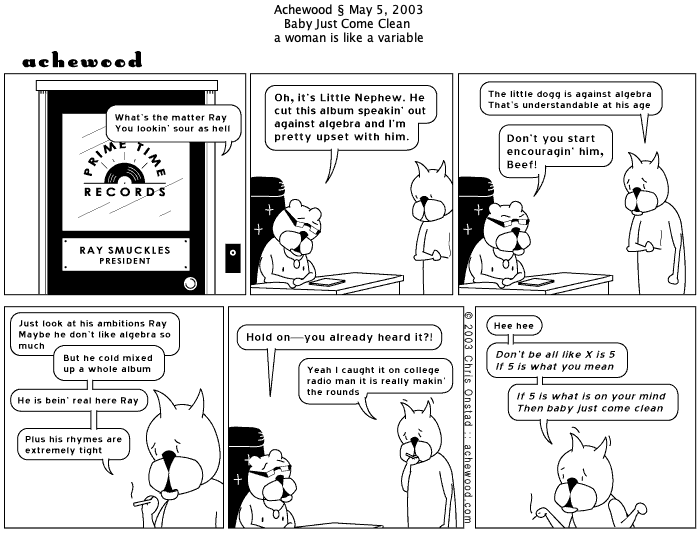 Achewood § May 5, 2003
Baby Just Come Clean
a woman is like a variable
achewood
What's the matter Ray
You lookin' sour as hell
PRIME TIME
RECORDS
RAY SMUCKLES
PRESIDENT
Oh, it's Little Nephew. He
cut this album speakin' out
against algebra and I'm
pretty upset with him.
The little dogg is against algebra
That's understandable at his age
Don't you start
encouragin' him,
Beef!
Just look at his ambitions Ray
Maybe he don't like algebra so
much
But he cold mixed
up a whole album
He is bein' real here Ray
Plus his rhymes are
extremely tight
Hold on—you already heard it?!
Yeah I caught it on college
radio man it is really makin'
the rounds
© 2003 Chris Onstad :: achewood.com
Hee hee
Don't be all like X is 5
If 5 is what you mean
If 5 is what is on your mind
Then baby just come clean